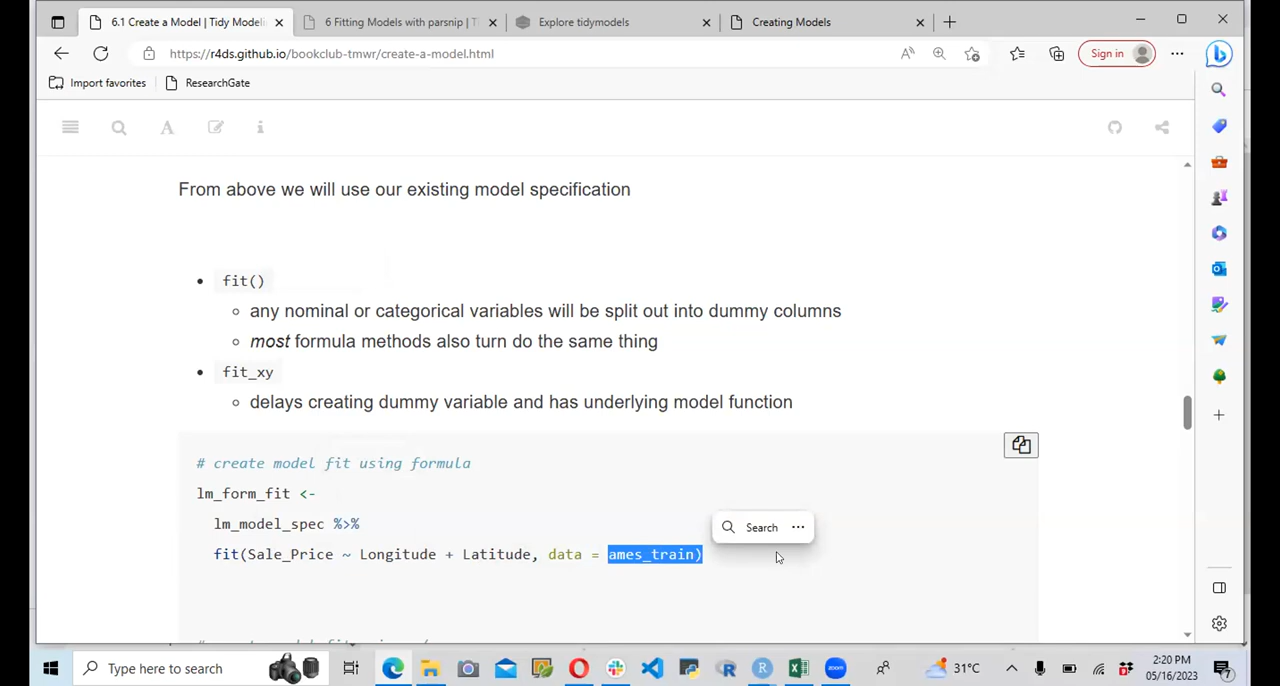 6.1 Create a Model | Tidy Modeli
6 Fitting Models with parsnip | T
Explore tidymodels
Creating Models
https://r4ds.github.io/bookclub-tmwr/create-a-model.html
Sign in
Import favorites
ResearchGate
From above we will use our existing model specification
fit()
any nominal or categorical variables will be split out into dummy columns
most formula methods also turn do the same thing
fit_xy
delays creating dummy variable and has underlying model function
# create model fit using formula
lm_form_fit <-
lm_model_spec %>%
Search
fit(Sale_Price ~ Longitude + Latitude, data = ames_train)
Type here to search
zoom
31°C
2:20 PM
05/16/2023
7